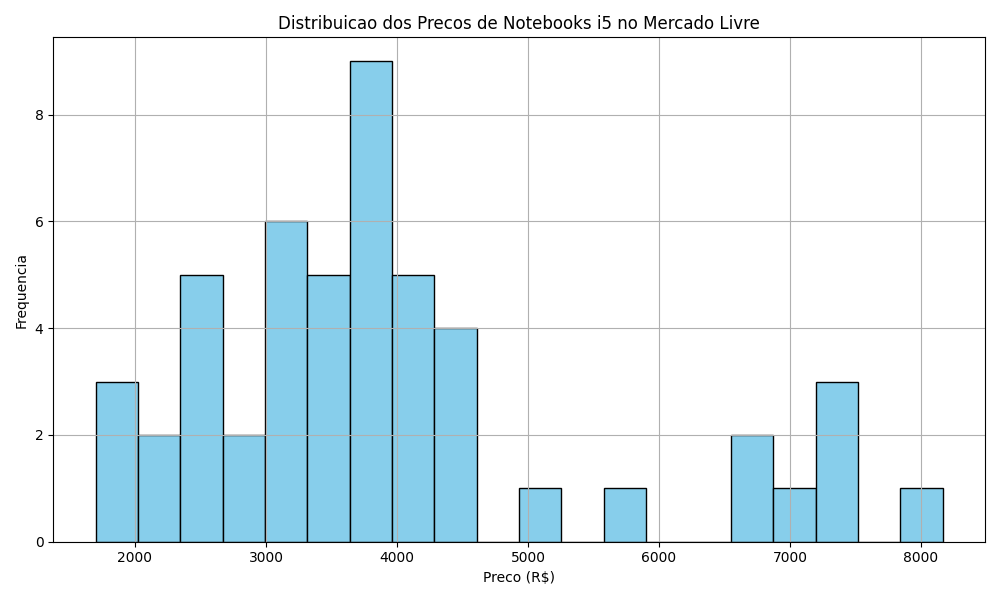 Distribuicao dos Precos de Notebooks i5 no Mercado Livre
8
6
4
2
0
Frequencia
2000 3000 4000 5000 6000 7000 8000
Preco (R$)